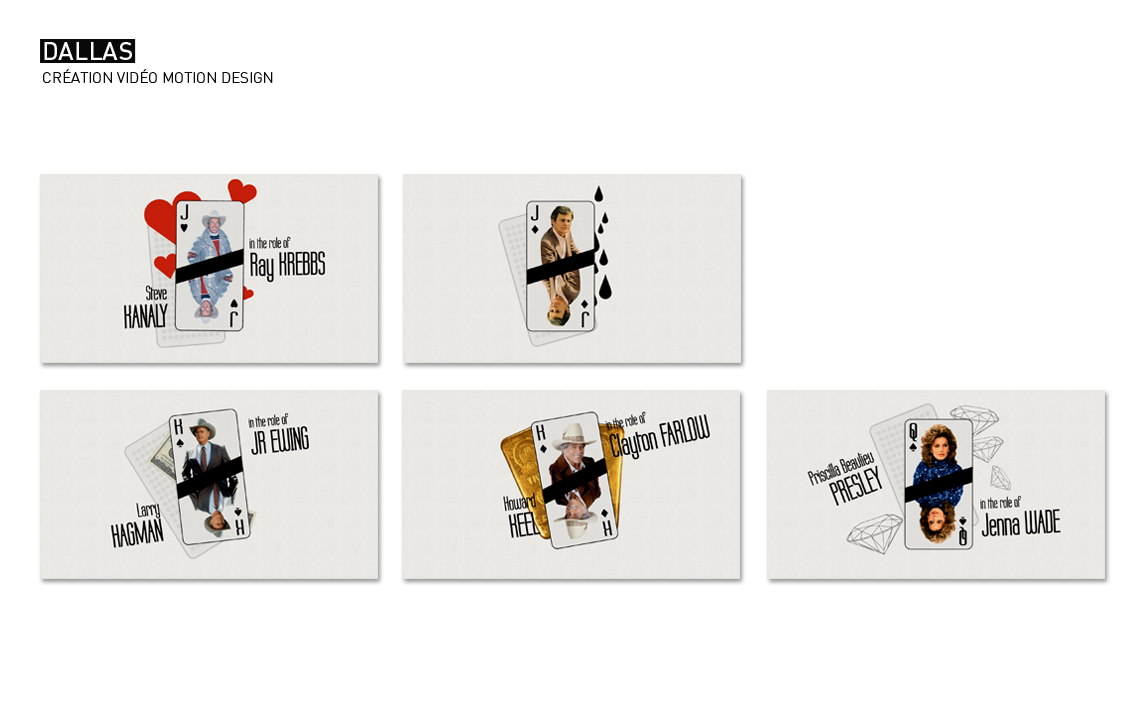 DALLAS
CRÉATION VIDÉO MOTION DESIGN
J
in the role of
Ray KREBBS
Steve
KANALY
J
J
J
H
in the role of
JR EWING
Larry
HAGMAN
H
H
in the role of
Clayton FARLOW
Howard
KEEL
H
Q
Priscilla Beaulieu
PRESLEY
in the role of
Jenna WADE
Q